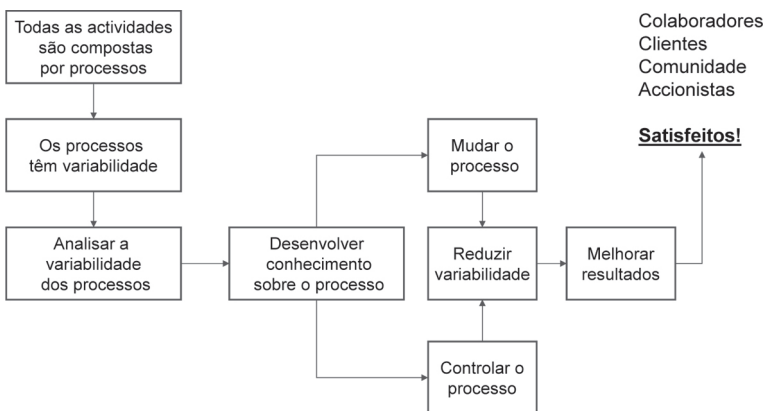 Todas as actividades
são compostas
por processos
Os processos
têm variabilidade
Analisar a
variabilidade
dos processos
Desenvolver
conhecimento
sobre o processo
Mudar o
processo
Reduzir
variabilidade
Controlar o
processo
Melhorar
resultados
Colaboradores
Clientes
Comunidade
Accionistas
Satisfeitos!